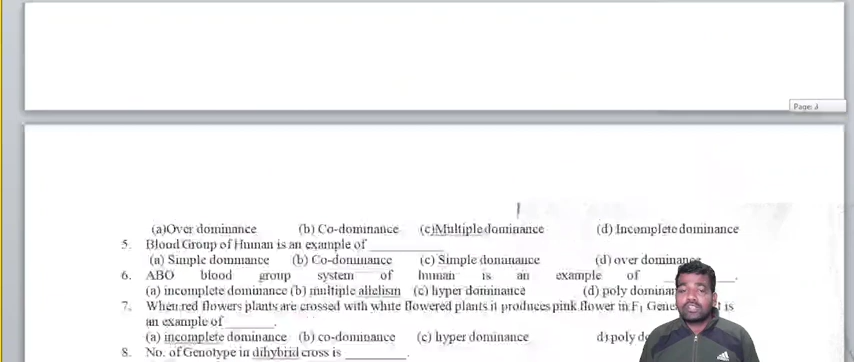 Page: 
(a)Over dominance (b) Co-dominance (c)Multiple dominance (d) Incomplete dominance
5. Blood Group of Human is an example of ___________
(a) Simple dominance (b) Co-dominance (c) Simple dominance (d) over dominance
6. ABO blood group system of human is an example of ___________.
(a) incomplete dominance (b) multiple allelism (c) hyper dominance (d) poly
7. When red flowers plants are crossed with white flowered plants it produces pink flower in F₁ is
an example of _______.
(a) incomplete dominance (b) co-dominance (c) hyper dominance d) poly
8. No. of Genotype in dihybrid cross is _________.
adidas